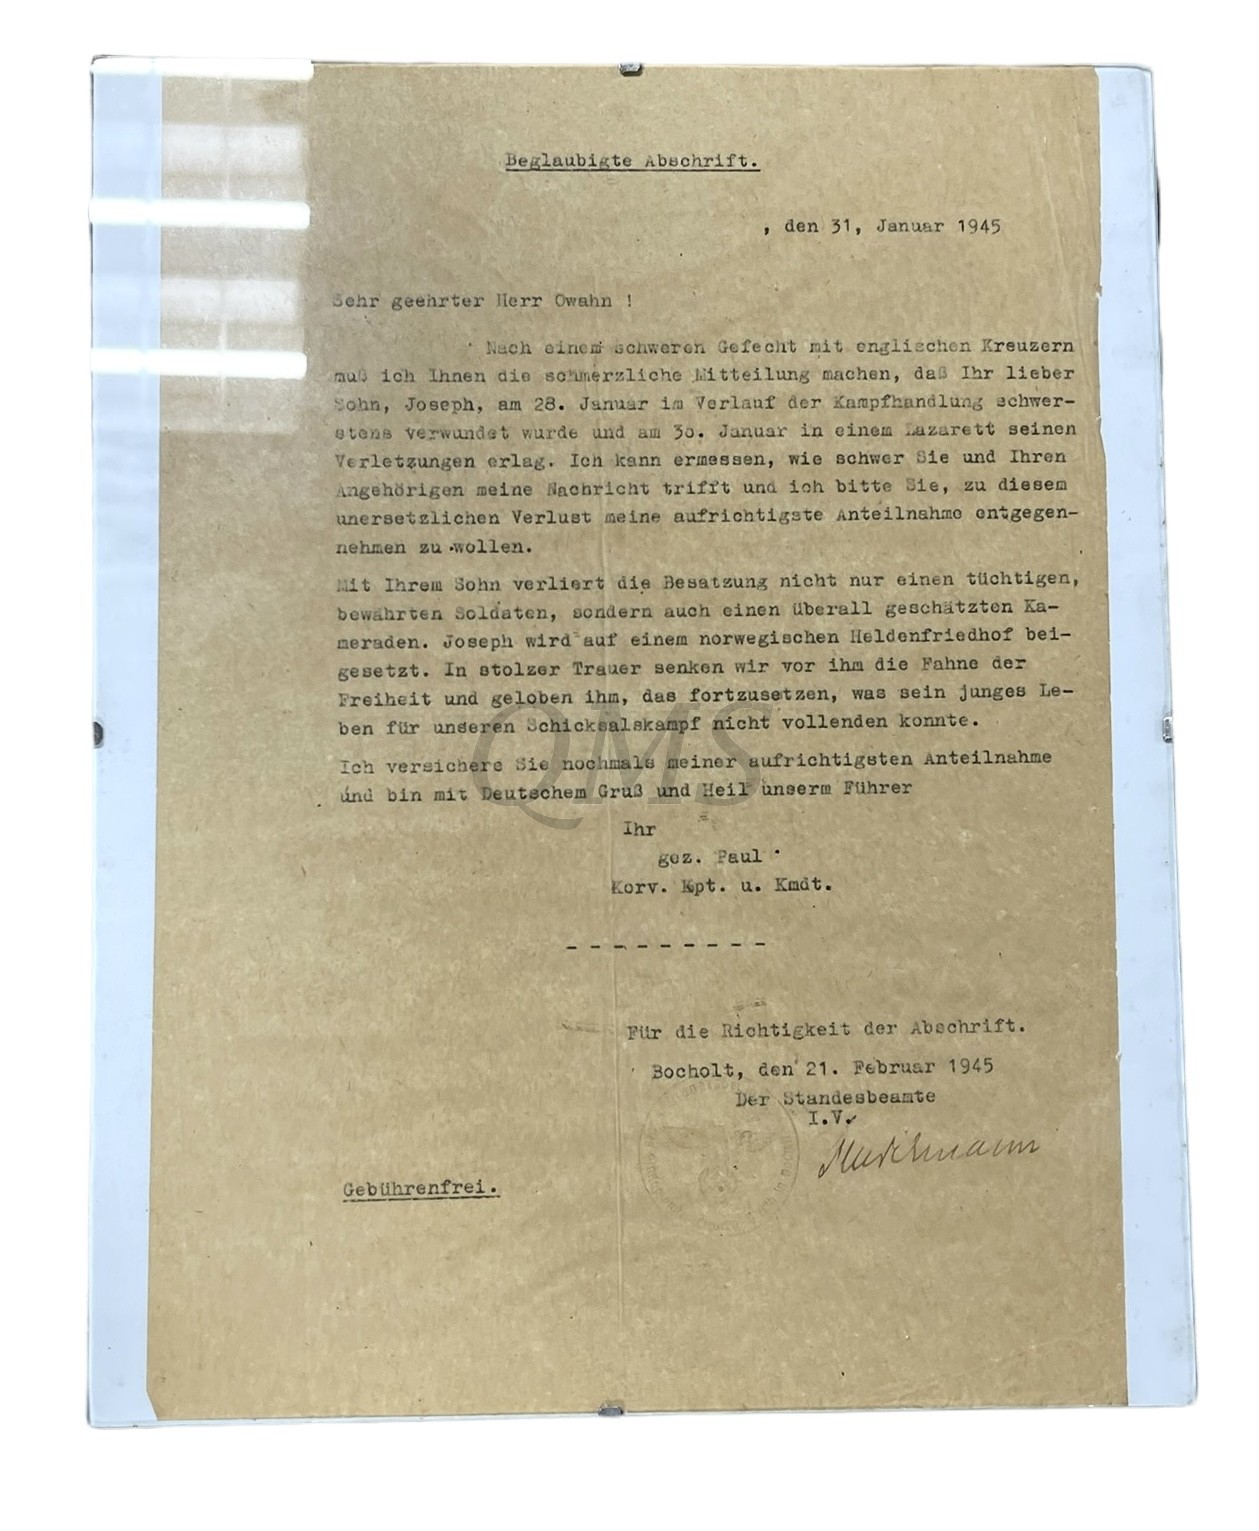 Beglaubigte Abschrift.
, den 31, Januar 1945
Sehr geehrter Herr Owahn !
Nach einem schweren Gefecht mit englischen Kreuzern
muß ich Ihnen die schmerzliche Mitteilung machen, daß Ihr lieber
Sohn, Joseph, am 28. Januar im Verlauf der Kampfhandlung schwer-
stens verwundet wurde und am 30. Januar in einem Lazarett seinen
Verletzungen erlag. Ich kann ermessen, wie schwer Sie und Ihren
Angehörigen meine Nachricht trifft und ich bitte Sie, zu diesem
unersetzlichen Verlust meine aufrichtigste Anteilnahme entgegen-
nehmen zu wollen.
Mit Ihrem Sohn verliert die Besatzung nicht nur einen tüchtigen,
bewährten Soldaten, sondern auch einen überall geschätzten Ka-
meraden. Joseph wird auf einem norwegischen Heldenfriedhof bei-
gesetzt. In stolzer Trauer senken wir vor ihm die Fahne der
Freiheit und geloben ihm, das fortzusetzen, was sein junges Le-
ben für unseren Schicksalskampf nicht vollenden konnte.
QMS
Ich versichere Sie nochmals meiner aufrichtigsten Anteilnahme
und bin mit Deutschem Gruß und Heil unserm Führer
Ihr
gez. Paul
Korv. Kpt. u. Kmdt.
- - - - - - - - -
Für die Richtigkeit der Abschrift.
Bocholt, den 21. Februar 1945
Der Standesbeamte
I.V.
Gebührenfrei.